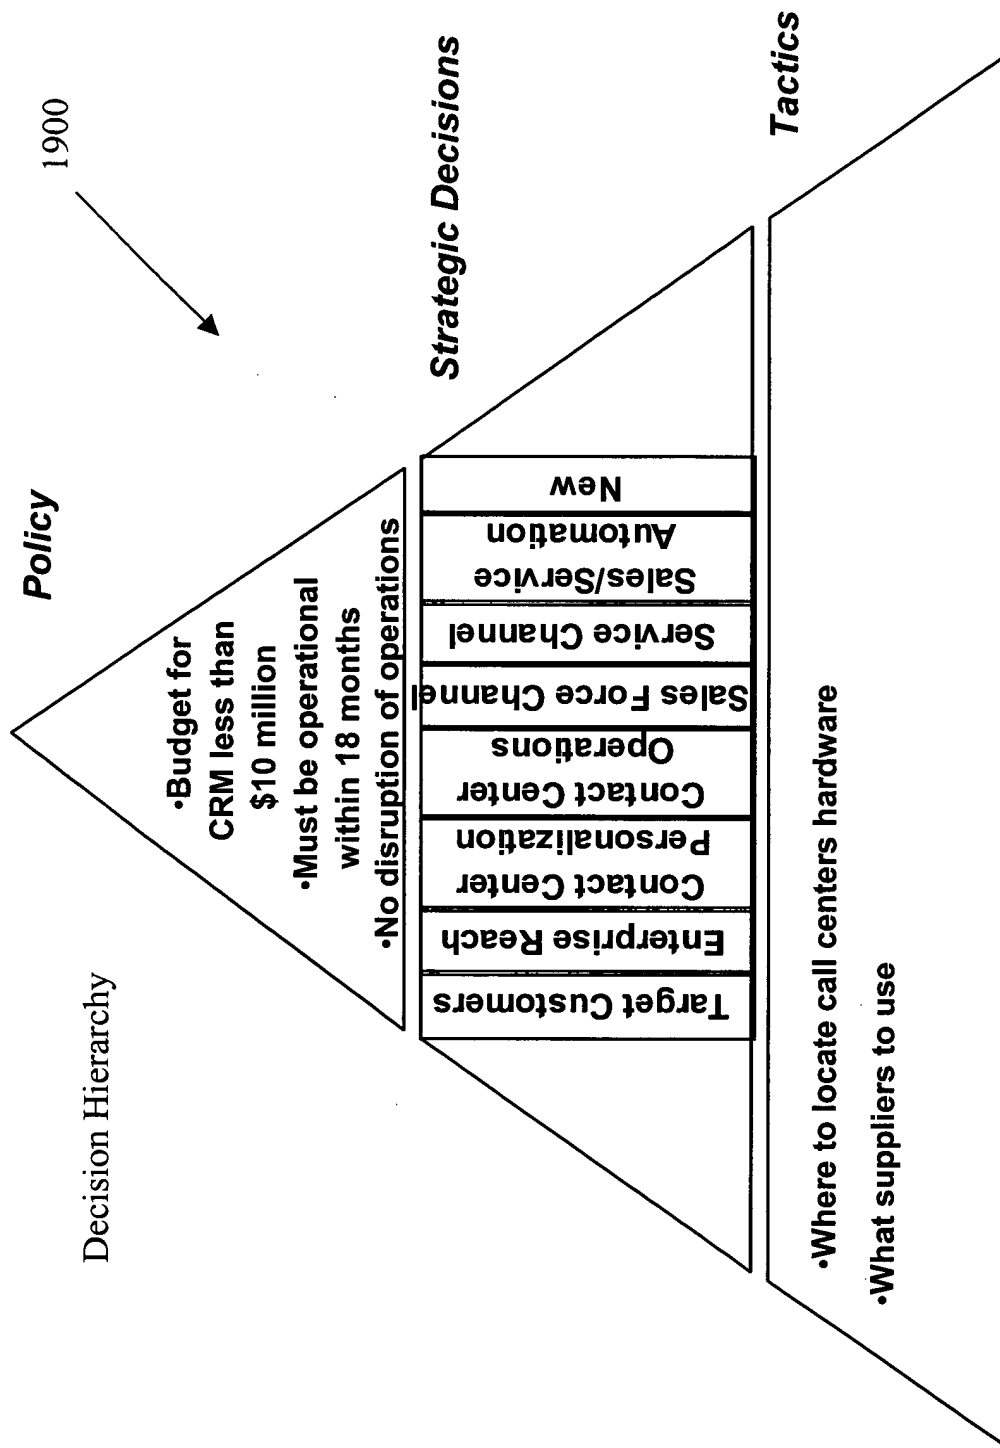 Decision Hierarchy
1900
Policy
•Budget for
CRM less than
$10 million
•Must be operational
within 18 months
•No disruption of operations
Strategic Decisions
Target Customers
Enterprise Reach
Contact Center
Personalization
Contact Center
Operations
Sales Force Channel
Service Channel
Sales/Service
Automation
New
Tactics
•Where to locate call centers hardware
•What suppliers to use